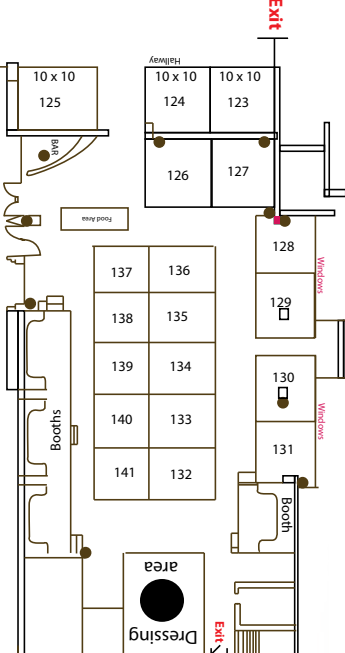 Exit
Hallway
10 x 10
125
10 x 10
124
10 x 10
123
BAR
126
127
Food Area
128
Windows
129
137
136
138
135
139
134
140
133
141
132
130
Windows
131
Booths
Booth
Dressing
area
Exit